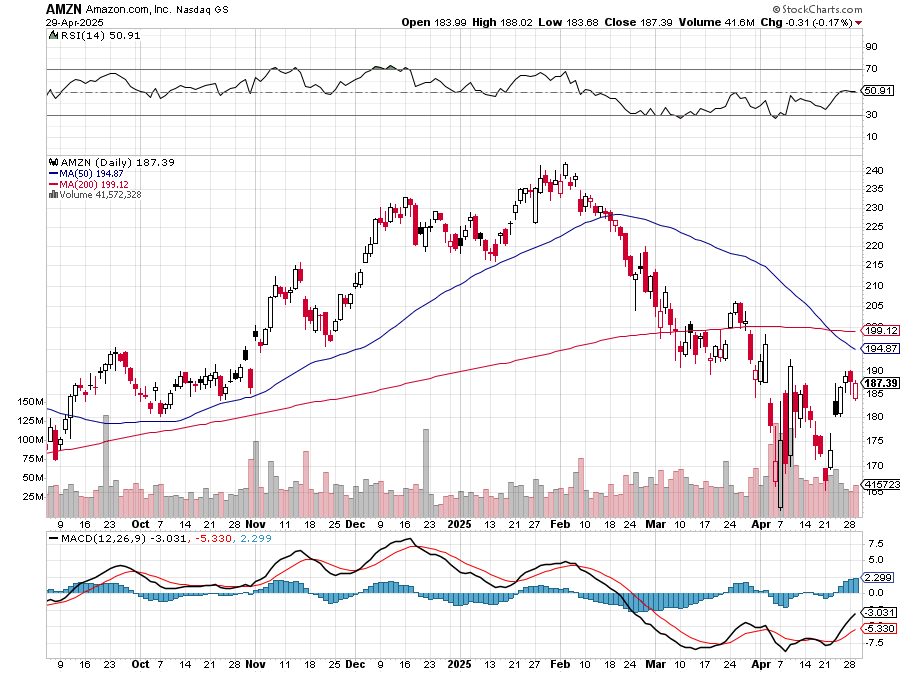 AMZN Amazon.com, Inc. Nasdaq GS © StockCharts.com
29-Apr-2025 Open 183.99 High 188.02 Low 183.68 Close 187.39 Volume 41.6M Chg -0.31 (-0.17%)
RSI(14) 50.91
90
70
50.91
30
10
AMZN (Daily) 187.39
MA(50) 194.87
MA(200) 199.12
Volume 41,572,328
240
235
230
225
220
215
210
205
199.12
194.87
190
187.39
185
180
175
170
415723
165
150M
125M
100M
75M
50M
25M
9 16 23 Oct 7 14 21 28 Nov 11 18 25 Dec 9 16 23 2025 13 21 27 Feb 10 18 24 Mar 10 17 24 Apr 7 14 21 28
MACD(12,26,9) -3.031, -5.330, 2.299
7.5
5.0
2.299
0.0
-3.031
-5.330
-7.5
9 16 23 Oct 7 14 21 28 Nov 11 18 25 Dec 9 16 23 2025 13 21 27 Feb 10 18 24 Mar 10 17 24 Apr 7 14 21 28